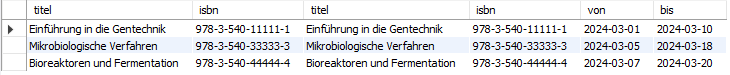 titel isbn titel isbn von bis
Einführung in die Gentechnik 978-3-540-11111-1 Einführung in die Gentechnik 978-3-540-11111-1 2024-03-01 2024-03-10
Mikrobiologische Verfahren 978-3-540-33333-3 Mikrobiologische Verfahren 978-3-540-33333-3 2024-03-05 2024-03-18
Bioreaktoren und Fermentation 978-3-540-44444-4 Bioreaktoren und Fermentation 978-3-540-44444-4 2024-03-07 2024-03-20